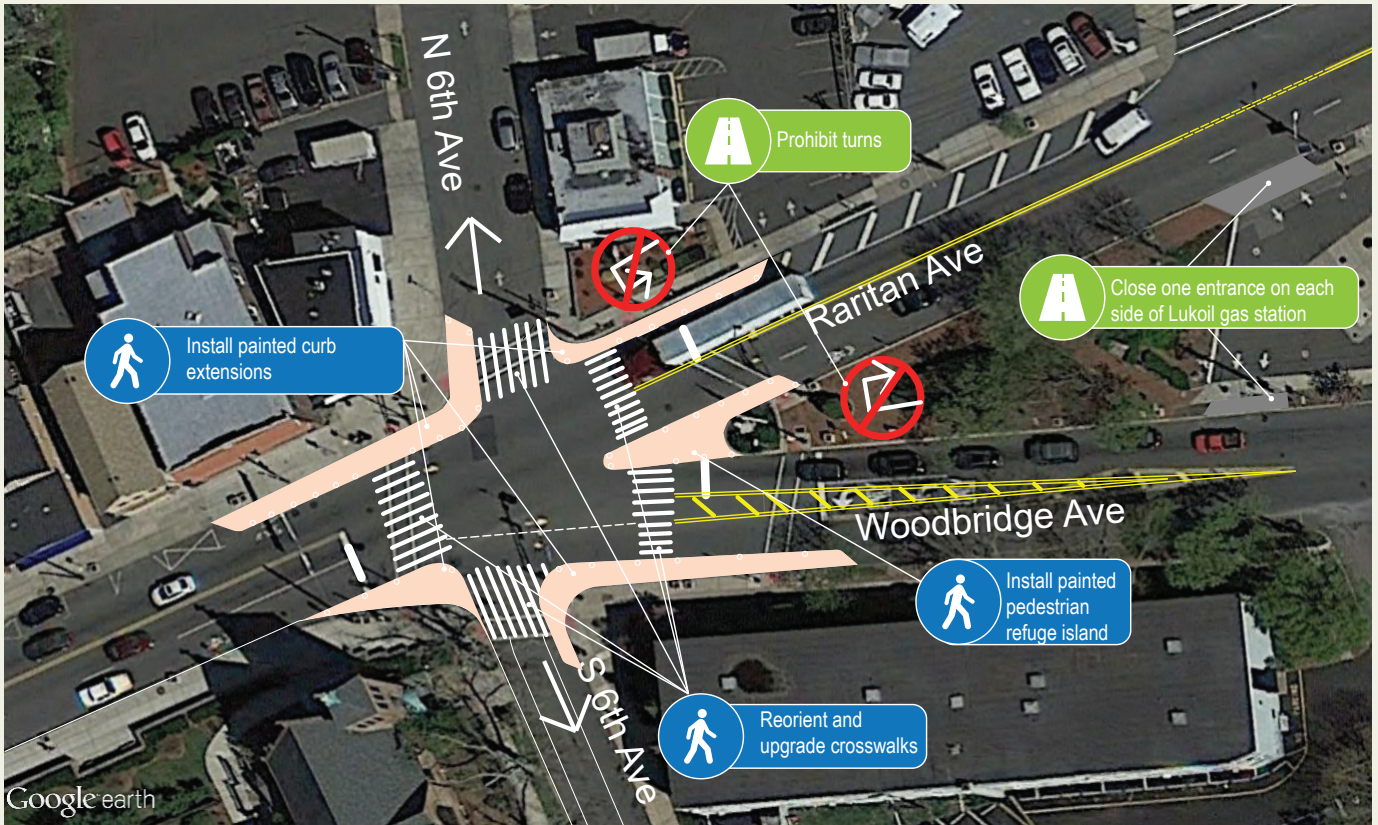 N 6th Ave
Prohibit turns
Raritan Ave
Close one entrance on each
side of Lukoil gas station
Install painted curb
extensions
Woodbridge Ave
Install painted
pedestrian
refuge island
S 6th Ave
Reorient and
upgrade crosswalks
Google earth